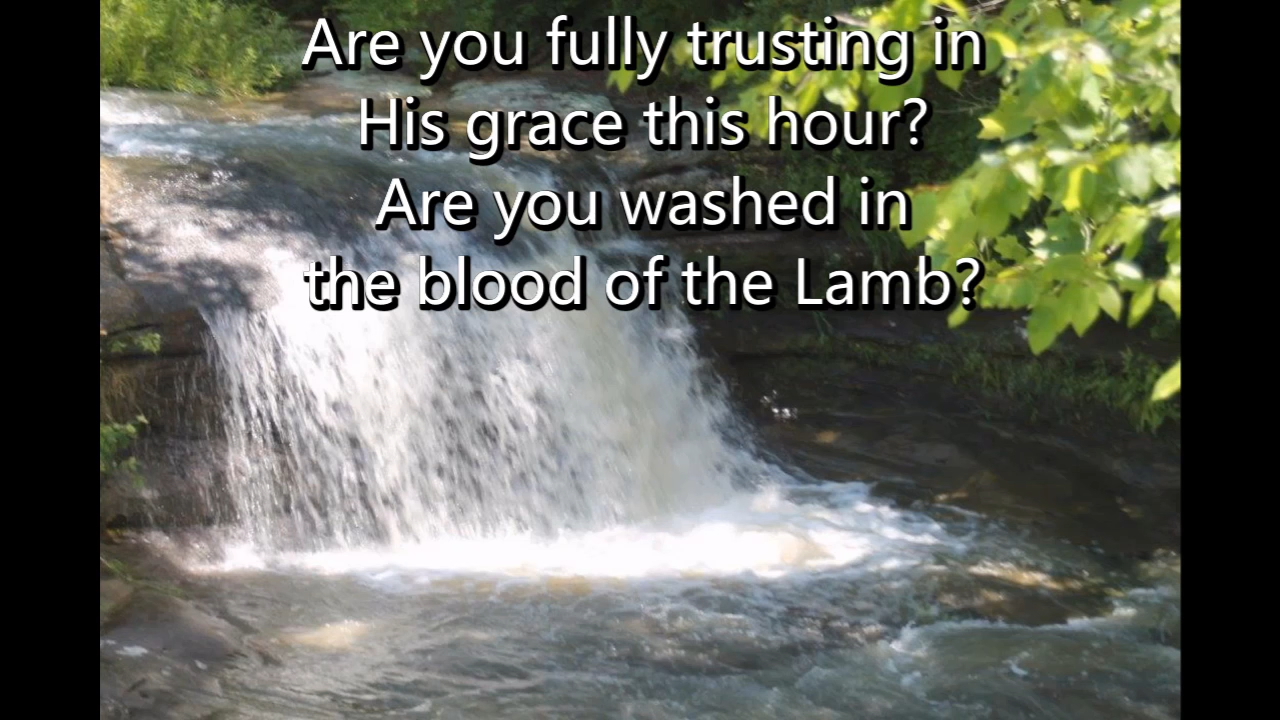 Are you fully trusting in
His grace this hour?
Are you washed in
the blood of the Lamb?